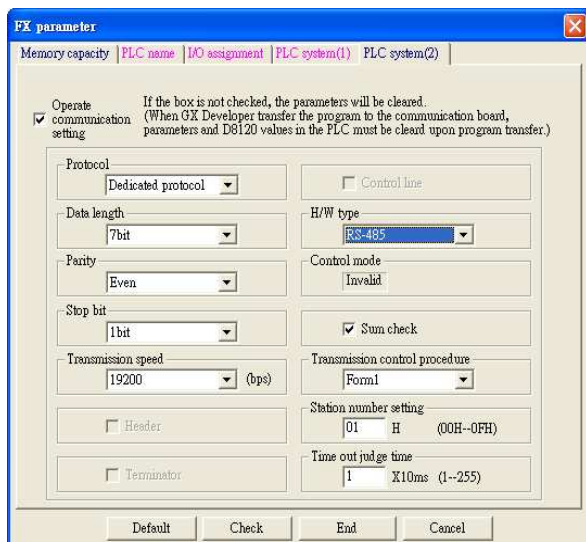 FX parameter
Memory capacity PLC name I/O assignment PLC system(1) PLC system(2)
Operate communication setting
If the box is not checked, the parameters will be cleared.
(When GX Developer transfer the program to the communication board,
parameters and D8120 values in the PLC must be cleard upon program transfer.)
Protocol
Dedicated protocol
Control line
Data length
7bit
H/W type
RS-485
Parity
Even
Control mode
Invalid
Stop bit
1bit
Sum check
Transmission speed
19200 (bps)
Transmission control procedure
Form1
Header
Station number setting
01 H (00H--0FH)
Terminator
Time out judge time
1 X10ms (1--255)
Default Check End Cancel